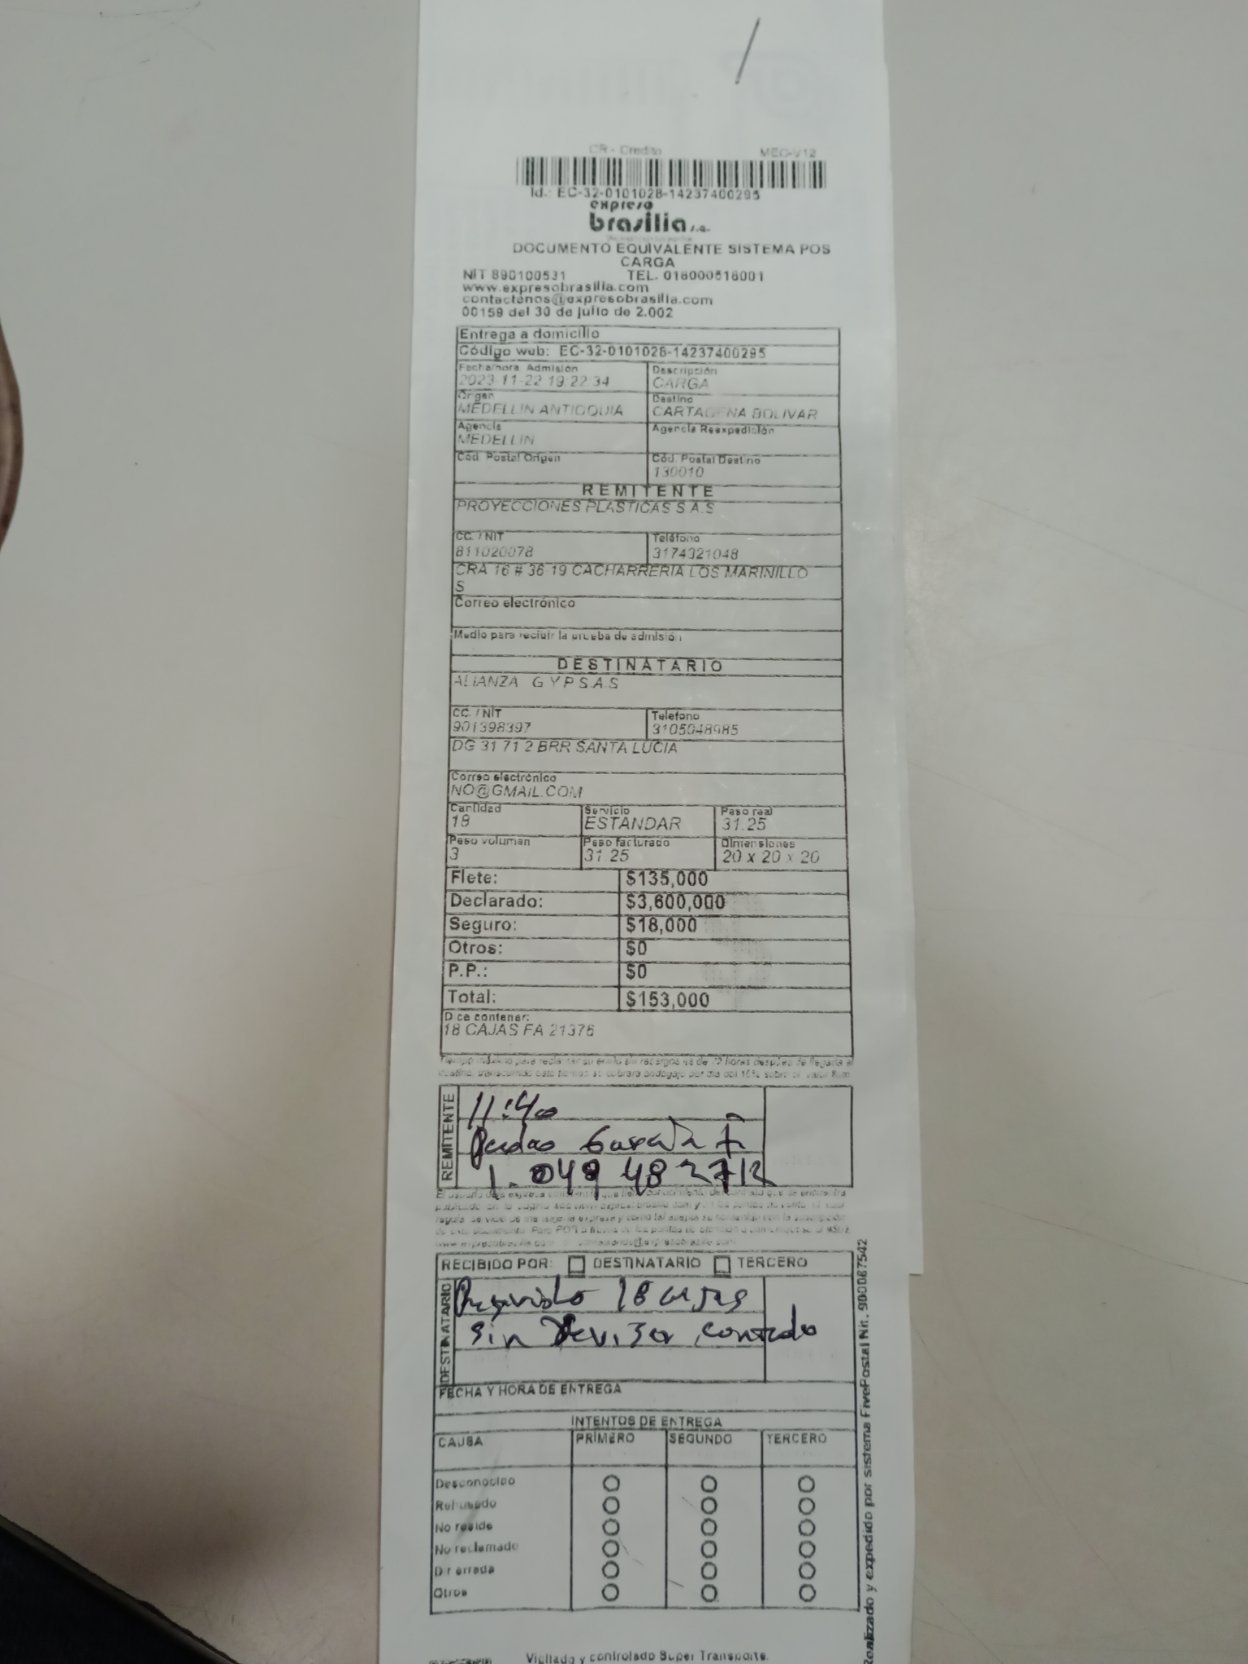 CR - Credito MEC-V12
Id.: EC-32-0101028-14237400295
expreso
brasilia s.a.
DOCUMENTO EQUIVALENTE SISTEMA POS
CARGA
NIT 890100531 TEL. 018000518001
www.expresobrasilia.com
contactenos@expresobrasilia.com
00159 del 30 de julio de 2.002
Entrega a domicilio
Código web: EC-32-0101028-14237400295
Fecha/hora Admisión Descripción
2023-11-22 19:22:34 CARGA
Origen Destino
MEDELLIN ANTIOQUIA CARTAGENA BOLIVAR
Agencia Agencia Reexpedición
MEDELLIN
Cód. Postal Origen Cód. Postal Destino
130010
REMITENTE
PROYECCIONES PLASTICAS S.A.S
CC. / NIT Teléfono
811020078 3174321048
CRA 16 # 36 19 CACHARRERIA LOS MARINILLO
S
Correo electrónico
Medio para recibir la prueba de admisión
DESTINATARIO
ALIANZA G Y P S A S
CC. / NIT Teléfono
901398397 3105048985
DG 31 71 2 BRR SANTA LUCIA
Correo electrónico
NO@GMAIL.COM
Cantidad Servicio Peso real
18 ESTANDAR 31.25
Peso volumen Peso facturado Dimensiones
3 31.25 20 x 20 x 20
Flete: $135,000
Declarado: $3,600,000
Seguro: $18,000
Otros: $0
P.P.: $0
Total: $153,000
Dice contener:
18 CAJAS FA 21376
REMITENTE
11:40
1.049 482712
RECIBIDO POR: DESTINATARIO TERCERO
DESTINATARIO
18 cajas
sin revisar contedo
FECHA Y HORA DE ENTREGA
INTENTOS DE ENTREGA
CAUSA PRIMERO SEGUNDO TERCERO
Desconocido
Rehusado
No reside
No reclamado
Dir errada
Otros
Realizado y expedido por sistema FivePostal Nit. 900087542
Vigilado y controlado Super Transporte.